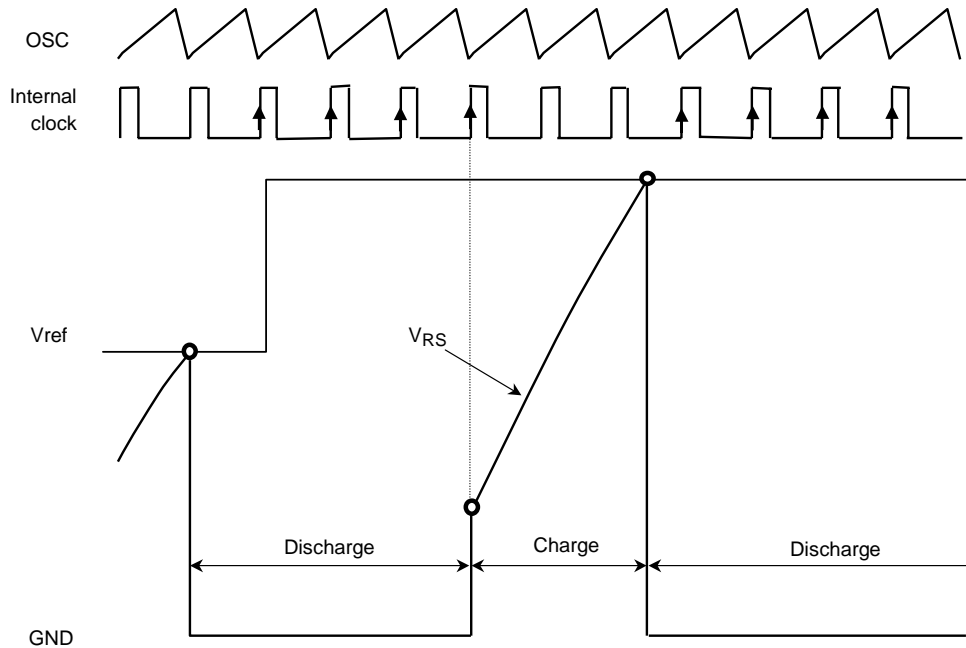 OSC
Internal
clock
Vref
VRS
Discharge
Charge
Discharge
GND